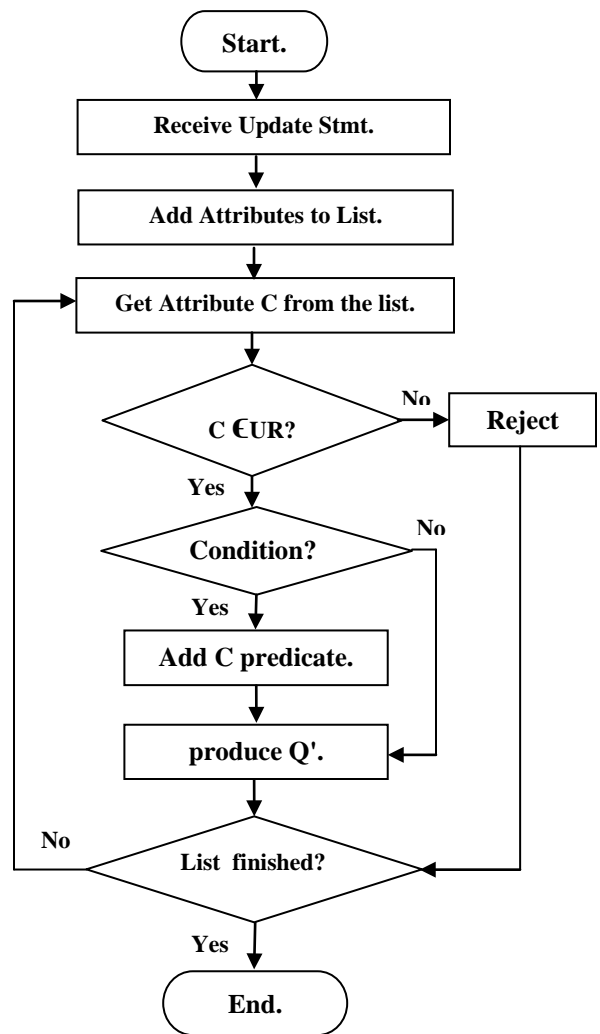 Start.
Receive Update Stmt.
Add Attributes to List.
Get Attribute C from the list.
No
C ЄUR?
Reject
Yes
No
Condition?
Yes
Add C predicate.
produce Q'.
No
List finished?
Yes
End.